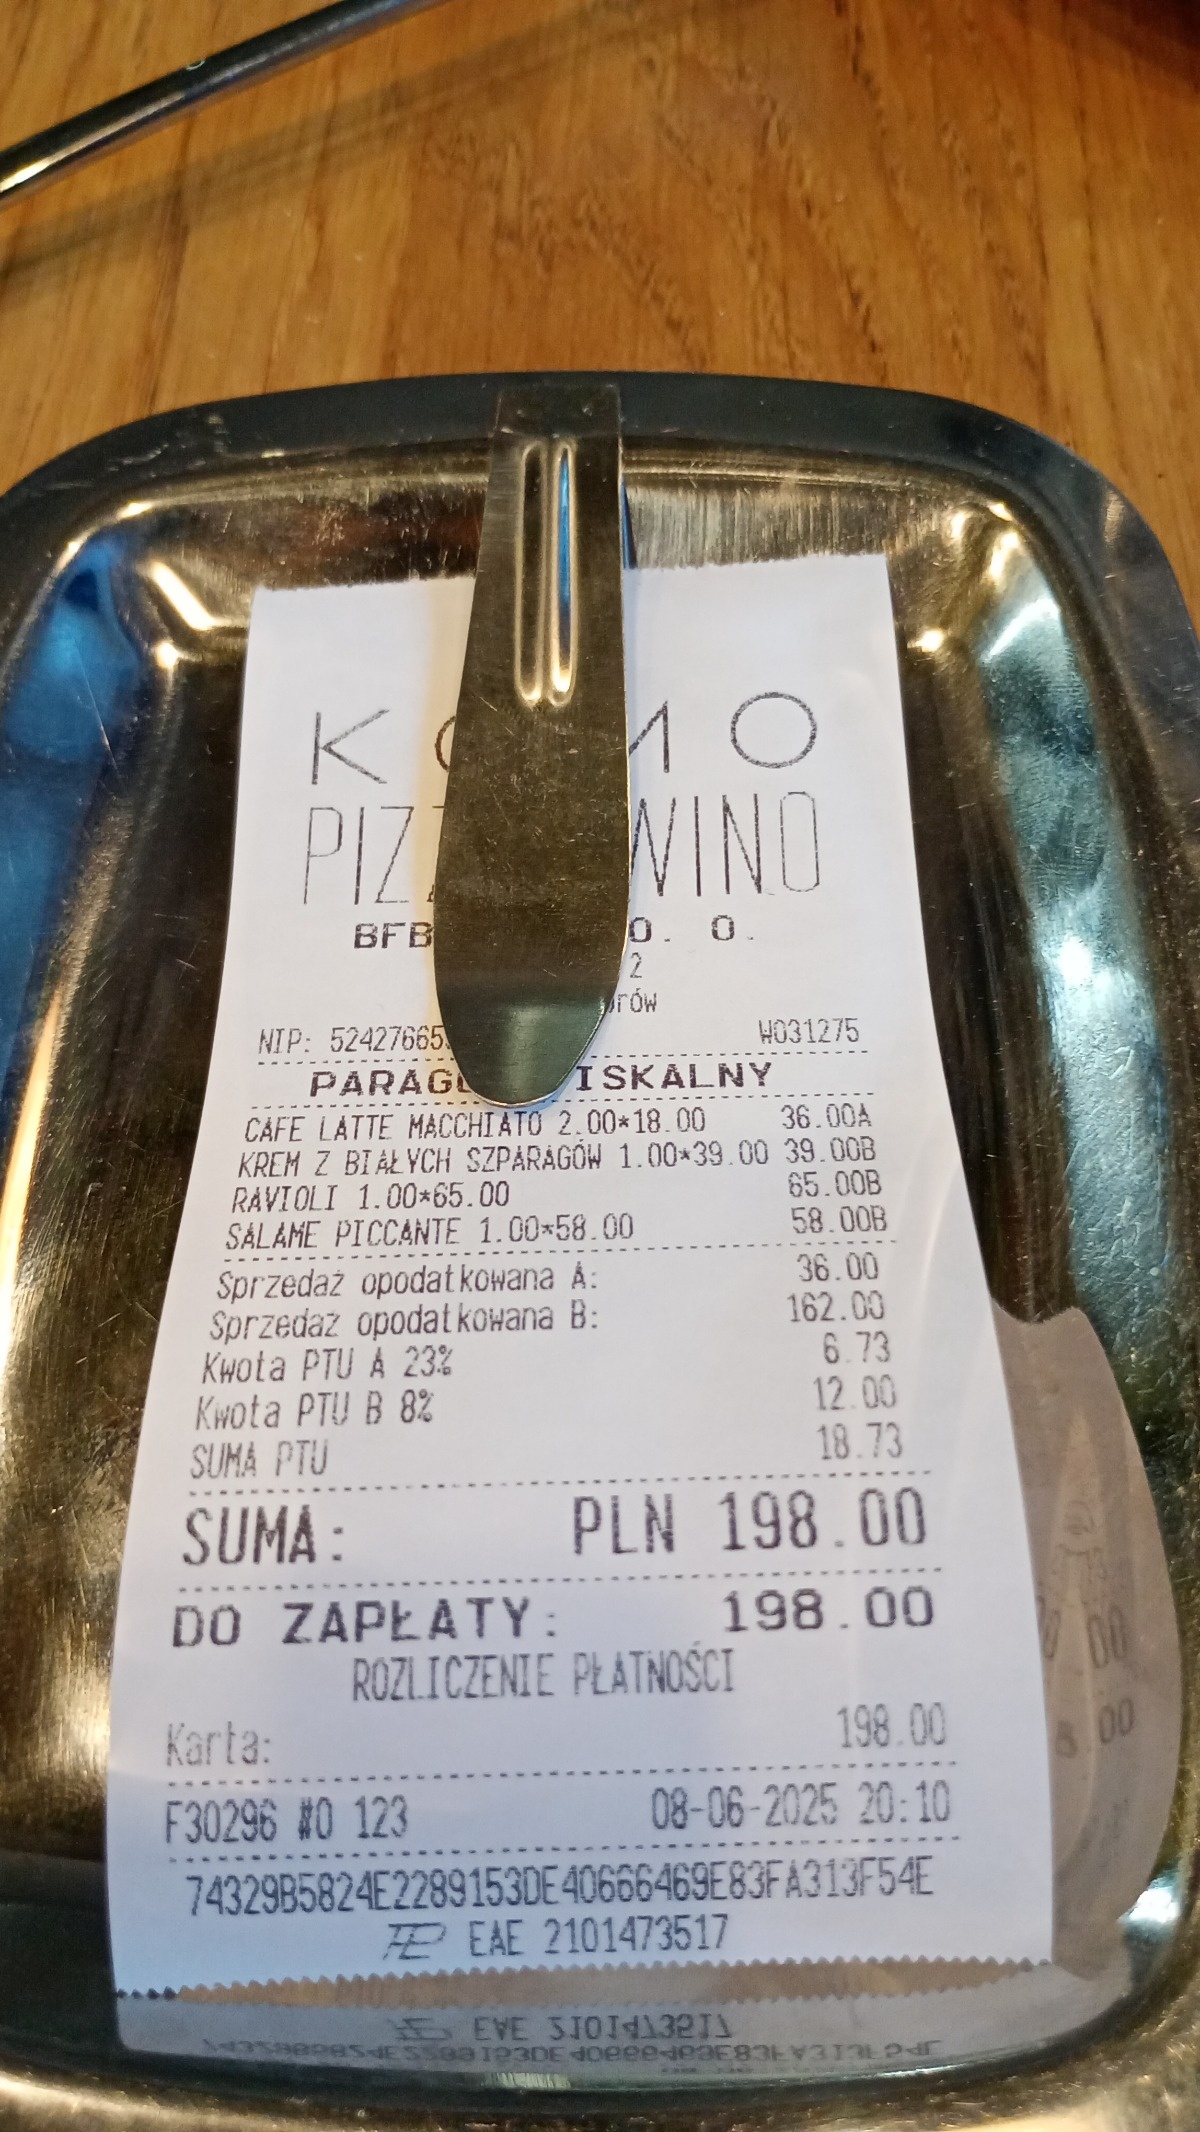 K MO
PIZ WINO
BFB O. O.
2
NIP: W031275
CAFE LATTE MACCHIATO 2.00*18.00 36.00A
KREM Z BIAŁYCH SZPARAGÓW 1.00*39.00 39.00B
RAVIOLI 1.00*65.00 65.00B
SALAME PICCANTE 1.00*58.00 58.00B
Sprzedaż opodatkowana A: 36.00
Sprzedaż opodatkowana B: 162.00
Kwota PTU A 23% 6.73
Kwota PTU B 8% 12.00
SUMA PTU 18.73
SUMA: PLN 198.00
DO ZAPŁATY: 198.00
ROZLICZENIE PŁATNOŚCI
Karta: 198.00
F30296 #0 123 08-06-2025 20:10
74329B5824E2289153DE40666469E83FA313F54E
EAE 2101473517